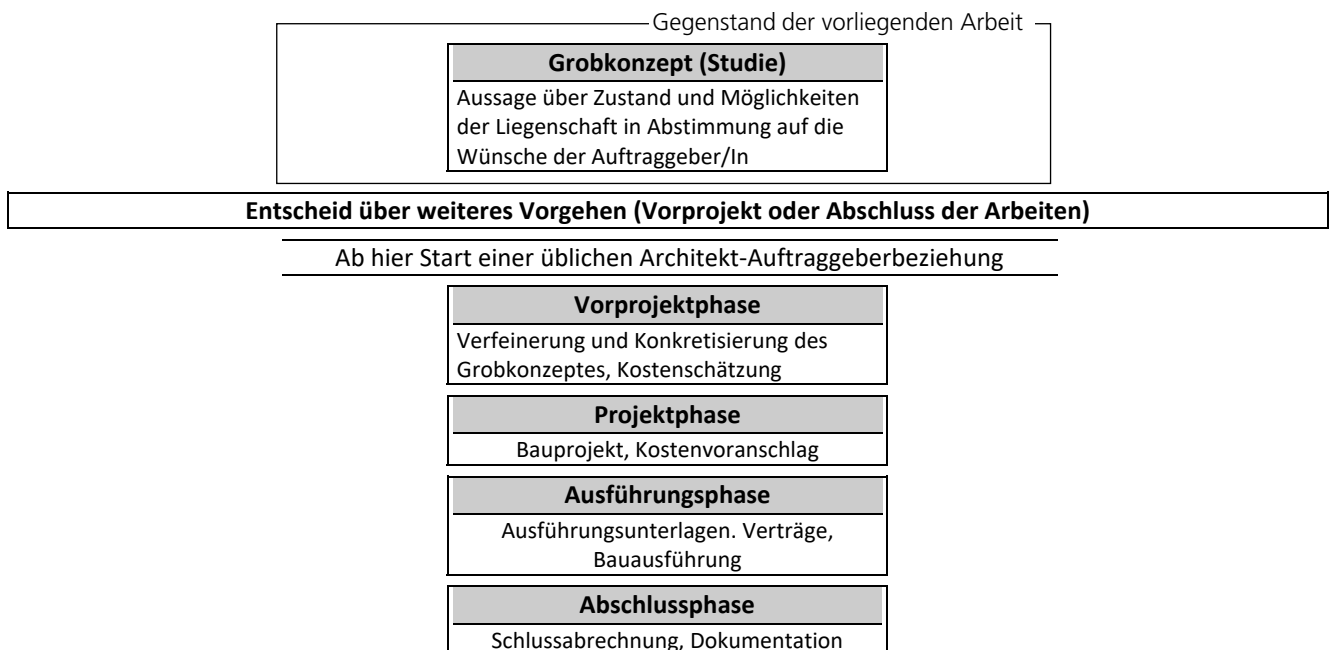 Gegenstand der vorliegenden Arbeit
Grobkonzept (Studie)
Aussage über Zustand und Möglichkeiten
der Liegenschaft in Abstimmung auf die
Wünsche der Auftraggeber/In
Entscheid über weiteres Vorgehen (Vorprojekt oder Abschluss der Arbeiten)
Ab hier Start einer üblichen Architekt-Auftraggeberbeziehung
Vorprojektphase
Verfeinerung und Konkretisierung des
Grobkonzeptes, Kostenschätzung
Projektphase
Bauprojekt, Kostenvoranschlag
Ausführungsphase
Ausführungsunterlagen. Verträge,
Bauausführung
Abschlussphase
Schlussabrechnung, Dokumentation